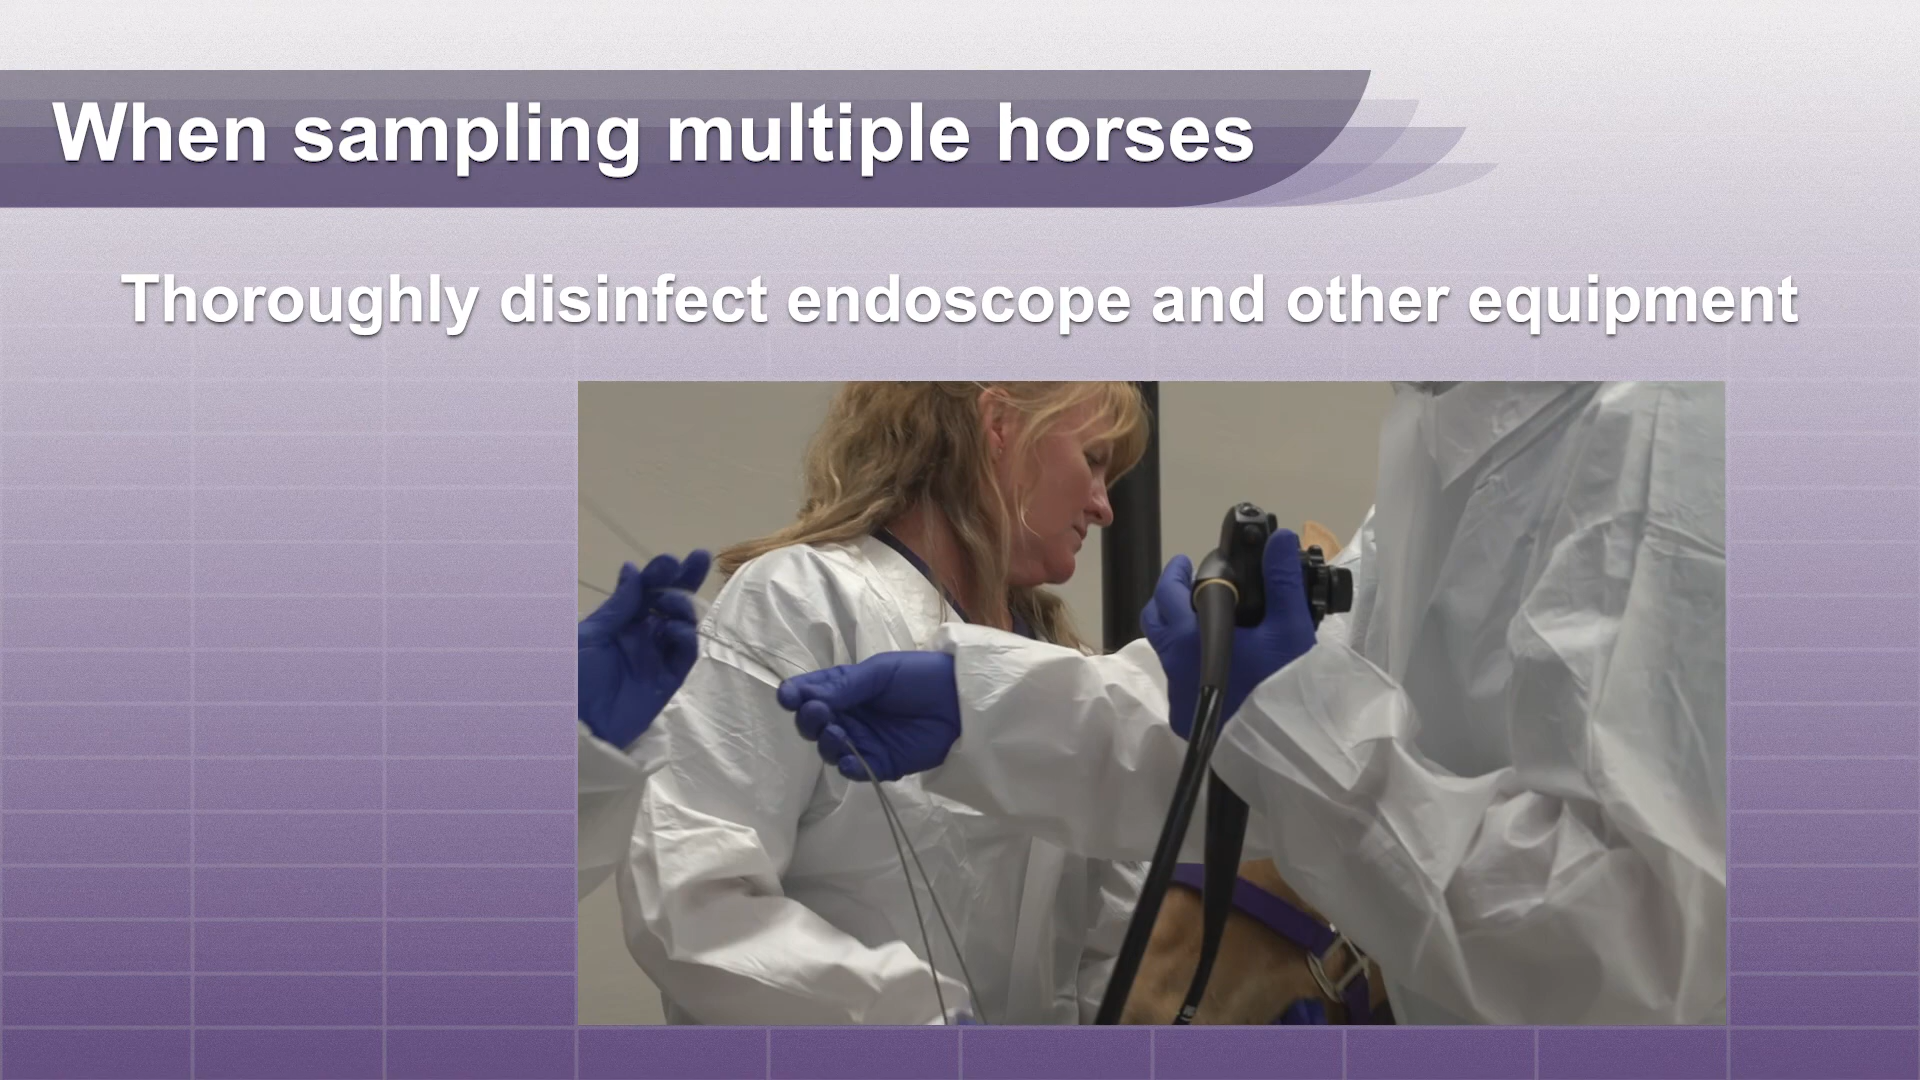 When sampling multiple horses
Thoroughly disinfect endoscope and other equipment